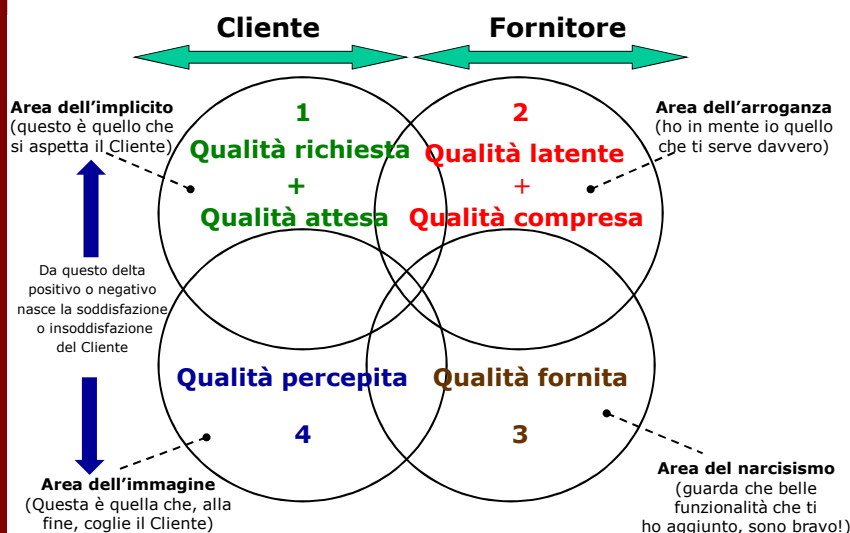 Cliente
Fornitore
Area dell'implicito
(questo è quello che
si aspetta il Cliente)
1
Qualità richiesta
+
Qualità attesa
2
Qualità latente
+
Qualità compresa
Area dell'arroganza
(ho in mente io quello
che ti serve davvero)
Da questo delta
positivo o negativo
nasce la soddisfazione
o insoddisfazione
del Cliente
Qualità percepita
4
Qualità fornita
3
Area dell'immagine
(Questa è quella che, alla
fine, coglie il Cliente)
Area del narcisismo
(guarda che belle
funzionalità che ti
ho aggiunto, sono bravo!)